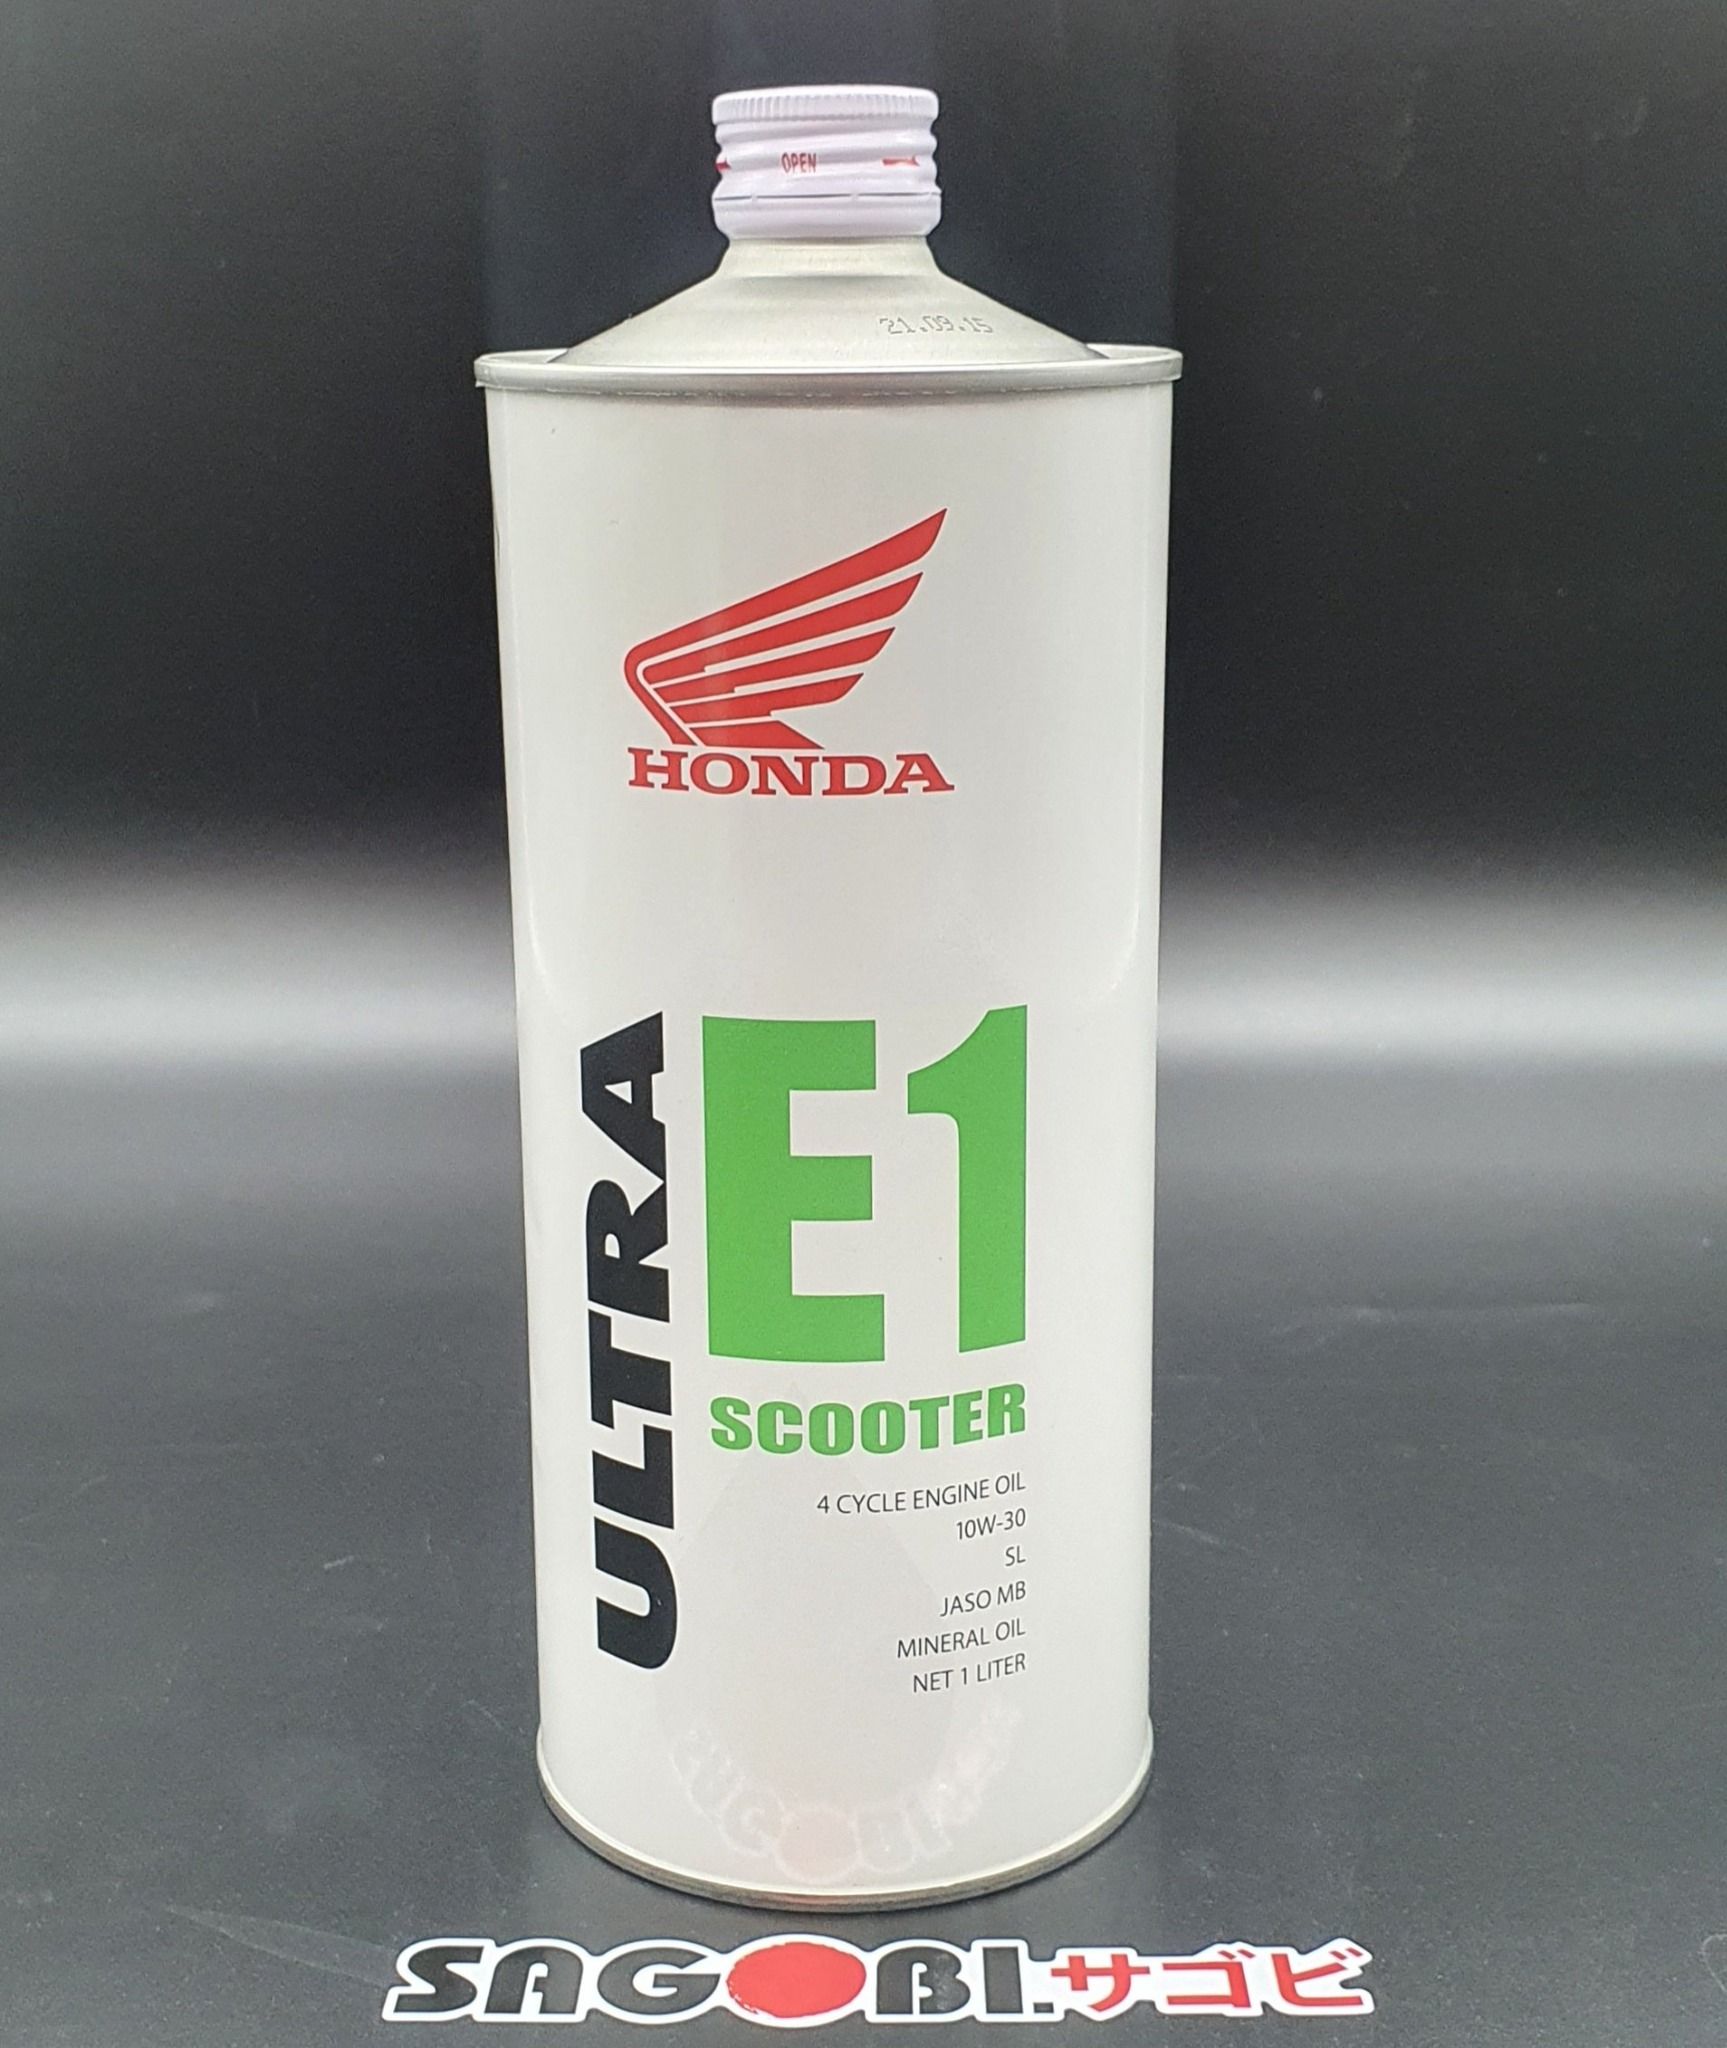 OPEN
21.09.15
HONDA
ULTRA
E1
SCOOTER
4 CYCLE ENGINE OIL
10W-30
SL
JASO MB
MINERAL OIL
NET 1 LITER
SAGOBI.サゴビ